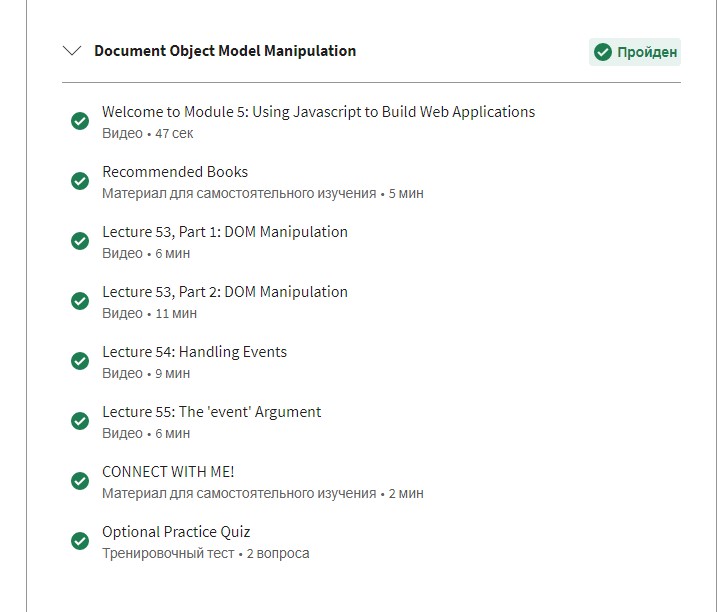 Document Object Model Manipulation
Пройден
Welcome to Module 5: Using Javascript to Build Web Applications
Видео • 47 сек
Recommended Books
Материал для самостоятельного изучения • 5 мин
Lecture 53, Part 1: DOM Manipulation
Видео • 6 мин
Lecture 53, Part 2: DOM Manipulation
Видео • 11 мин
Lecture 54: Handling Events
Видео • 9 мин
Lecture 55: The 'event' Argument
Видео • 6 мин
CONNECT WITH ME!
Материал для самостоятельного изучения • 2 мин
Optional Practice Quiz
Тренировочный тест • 2 вопроса